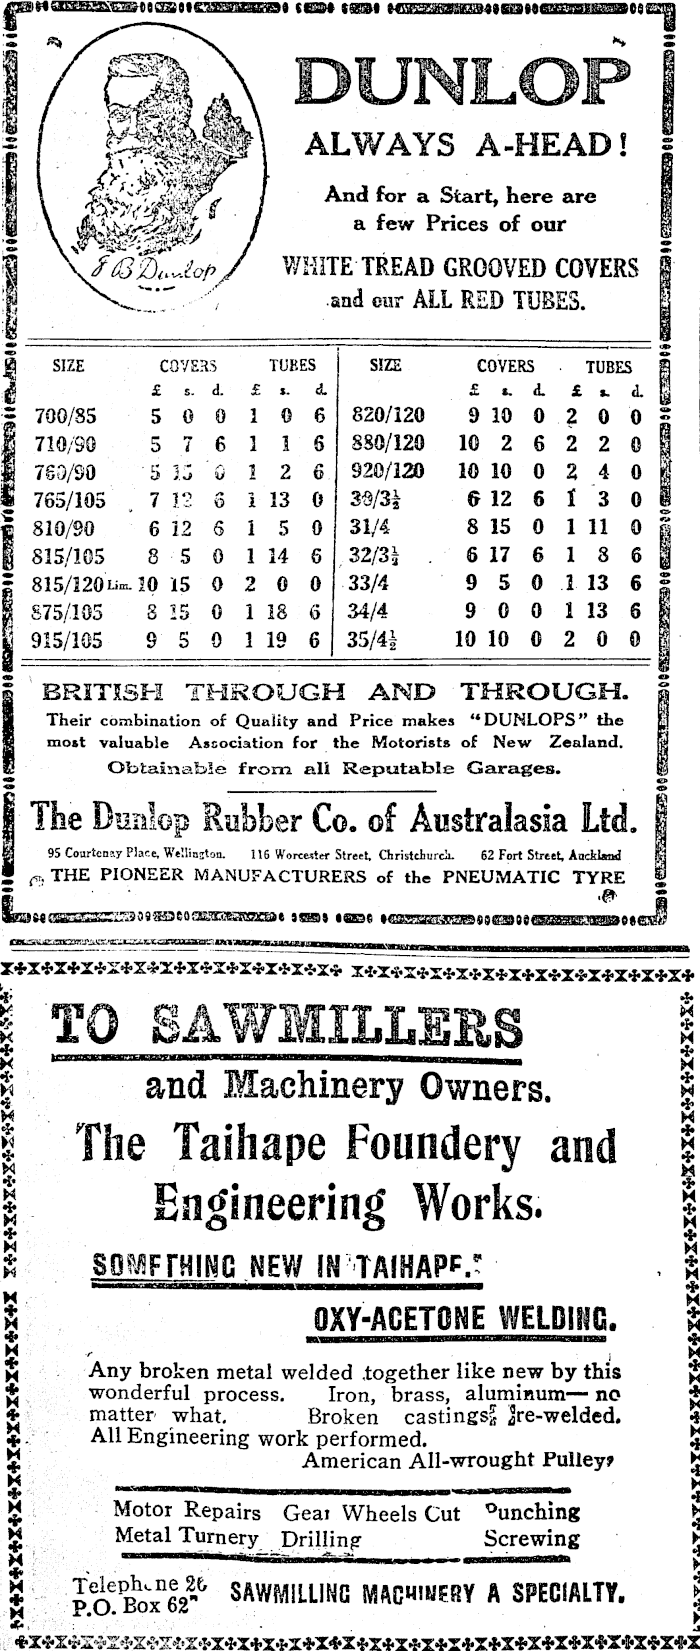 DUNLOP
ALWAYS A-HEAD!
And for a Start, here are
a few Prices of our
WHITE TREAD GROOVED COVERS
and our ALL RED TUBES.
J B Dunlop
SIZE COVERS TUBES SIZE COVERS TUBES
£ s. d. £ s. d. £ s. d. £ s. d.
700/85 5 0 0 1 0 6 820/120 9 10 0 2 0 0
710/90 5 7 6 1 1 6 880/120 10 2 6 2 2 0
760/90 5 15 0 1 2 6 920/120 10 10 0 2 4 0
765/105 7 12 6 1 13 0 30/3½ 6 12 6 1 3 0
810/90 6 12 6 1 5 0 31/4 8 15 0 1 11 0
815/105 8 5 0 1 14 6 32/3½ 6 17 6 1 8 6
815/120 Lim. 10 15 0 2 0 0 33/4 9 5 0 1 13 6
875/105 8 15 0 1 18 6 34/4 9 0 0 1 13 6
915/105 9 5 0 1 19 6 35/4½ 10 10 0 2 0 0
BRITISH THROUGH AND THROUGH.
Their combination of Quality and Price makes "DUNLOPS" the
most valuable Association for the Motorists of New Zealand.
Obtainable from all Reputable Garages.
The Dunlop Rubber Co. of Australasia Ltd.
95 Courtenay Place, Wellington. 116 Worcester Street, Christchurch. 62 Fort Street, Auckland
THE PIONEER MANUFACTURERS of the PNEUMATIC TYRE
TO SAWMILLERS
and Machinery Owners.
The Taihape Foundery and
Engineering Works.
SOMETHING NEW IN TAIHAPE.
OXY-ACETONE WELDING.
Any broken metal welded together like new by this
wonderful process. Iron, brass, aluminum—no
matter what. Broken castings re-welded.
All Engineering work performed.
American All-wrought Pulleys
Motor Repairs Gear Wheels Cut Punching
Metal Turnery Drilling Screwing
Telephone 26
P.O. Box 62
SAWMILLING MACHINERY A SPECIALTY.